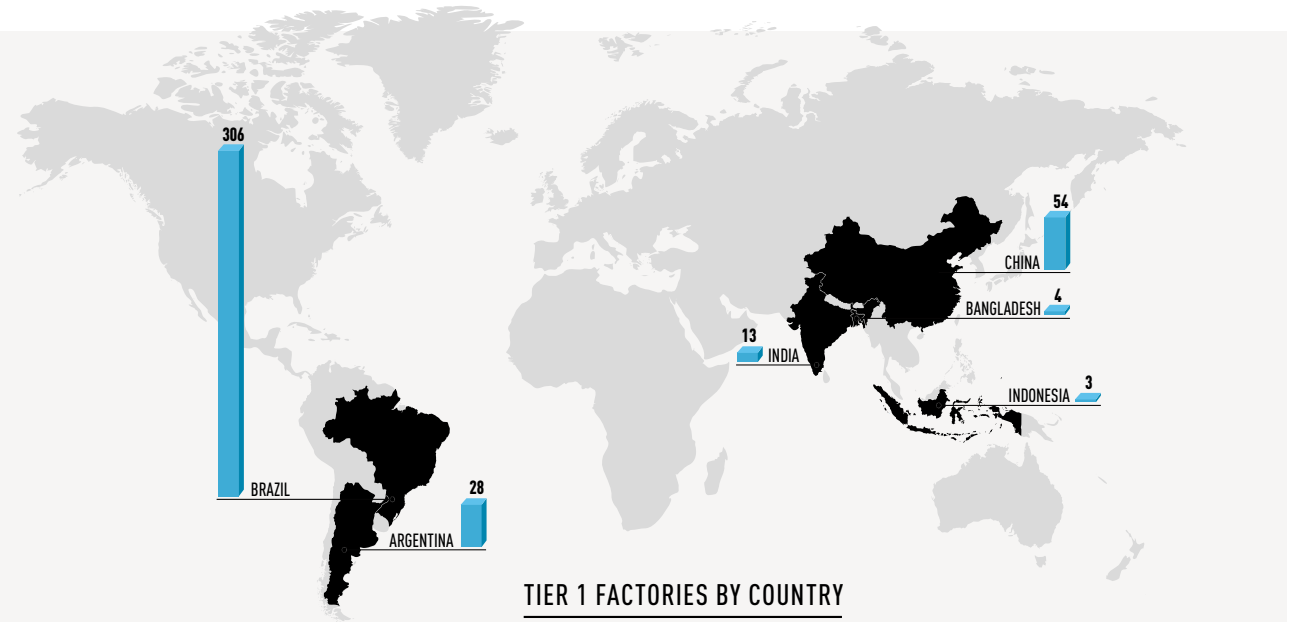 306
BRAZIL
28
ARGENTINA
54
CHINA
4
BANGLADESH
13
INDIA
3
INDONESIA
TIER 1 FACTORIES BY COUNTRY